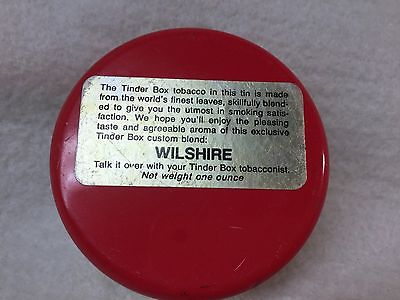 The Tinder Box tobacco in this tin is made
from the world's finest leaves, skillfully blend-
ed to give you the utmost in smoking satis-
faction. We hope you'll enjoy the pleasing
taste and agreeable aroma of this exclusive
Tinder Box custom blend:
WILSHIRE
Talk it over with your Tinder Box tobacconist.
Net weight one ounce